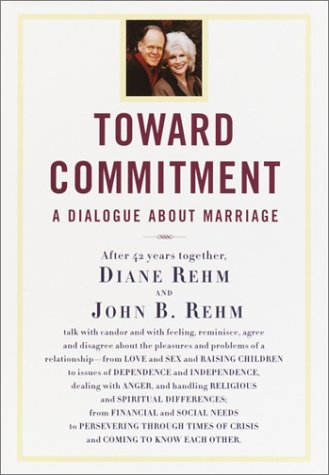 TOWARD
COMMITMENT
A DIALOGUE ABOUT MARRIAGE
After 42 years together,
DIANE REHM
AND
JOHN B. REHM
talk with candor and with feeling, reminisce, agree
and disagree about the pleasures and problems of a
relationship—from LOVE and SEX and RAISING CHILDREN
to issues of DEPENDENCE and INDEPENDENCE,
dealing with ANGER, and handling RELIGIOUS
and SPIRITUAL DIFFERENCES;
from FINANCIAL and SOCIAL NEEDS
to PERSEVERING THROUGH TIMES OF CRISIS
and COMING TO KNOW EACH OTHER.